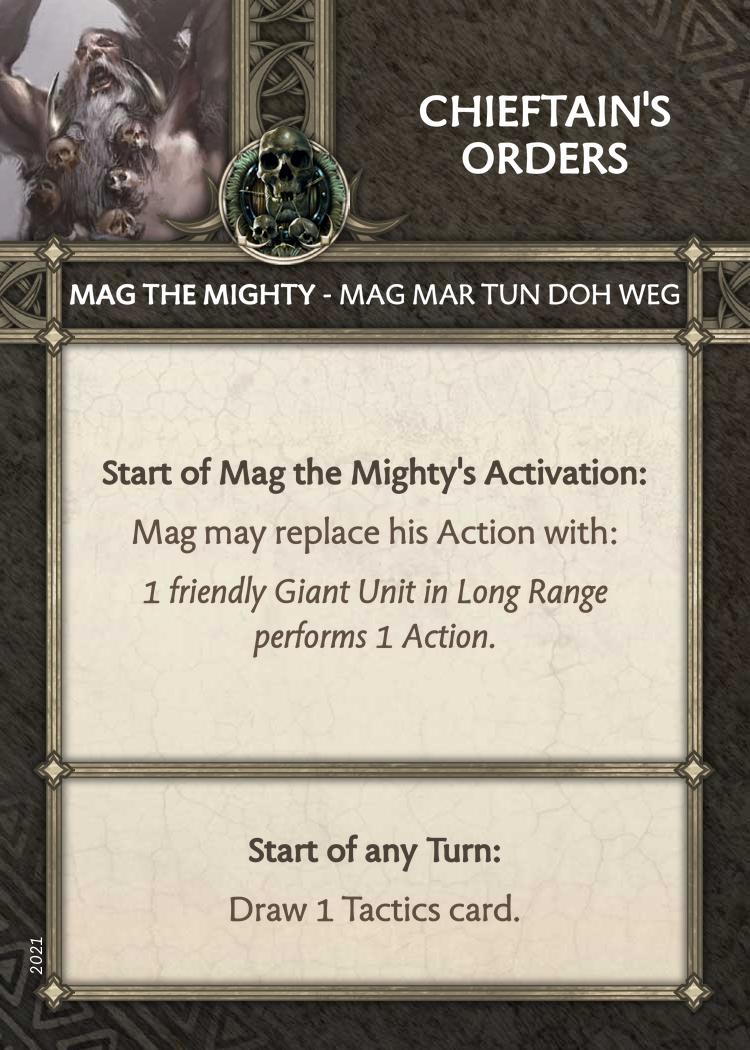 CHIEFTAIN'S
ORDERS
MAG THE MIGHTY - MAG MAR TUN DOH WEG
Start of Mag the Mighty's Activation:
Mag may replace his Action with:
1 friendly Giant Unit in Long Range
performs 1 Action.
Start of any Turn:
Draw 1 Tactics card.
2021